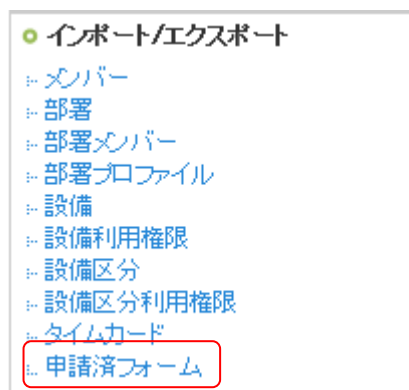 インポート/エクスポート
メンバー
部署
部署メンバー
部署プロファイル
設備
設備利用権限
設備区分
設備区分利用権限
タイムカード
申請済フォーム